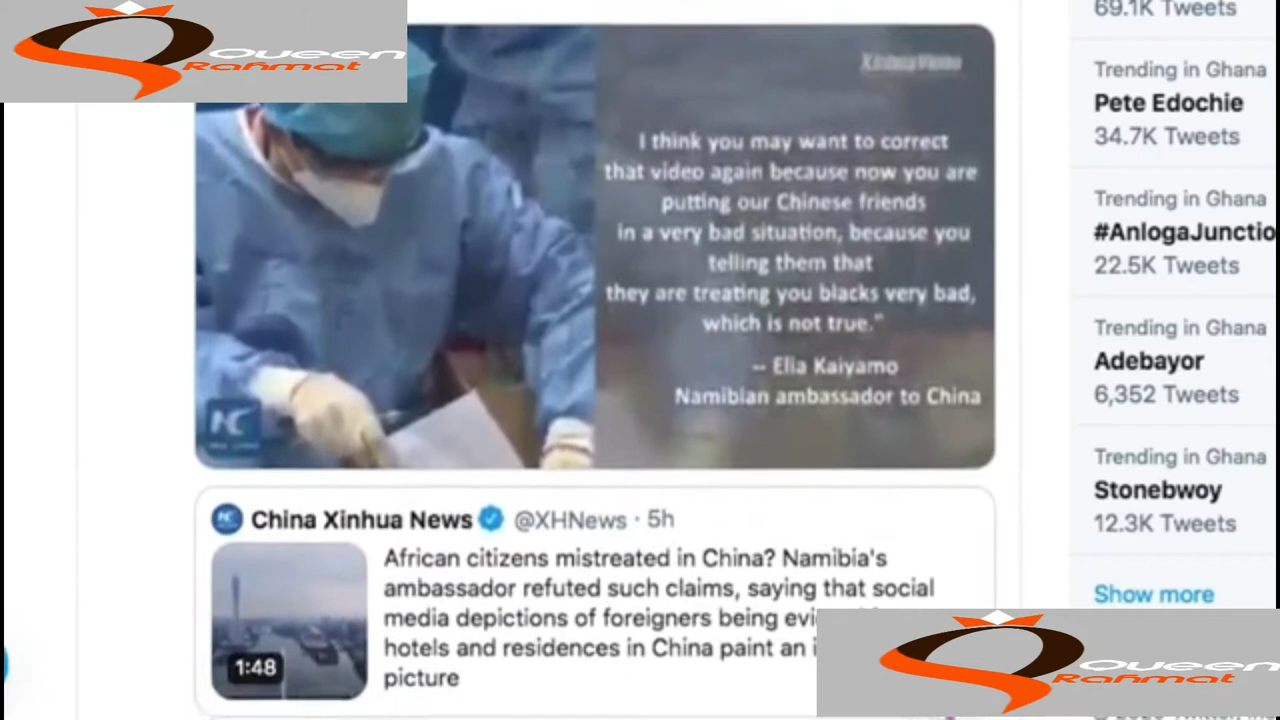 Queen
Rahmat
XinhuaVideo
I think you may want to correct
that video again because now you are
putting our Chinese friends
in a very bad situation, because you
telling them that
they are treating you blacks very bad,
which is not true."
-- Elia Kaiyamo
Namibian ambassador to China
China Xinhua News @XHNews · 5h
African citizens mistreated in China? Namibia's
ambassador refuted such claims, saying that social
media depictions of foreigners being
hotels and residences in China paint an
picture
1:48
69.1K Tweets
Trending in Ghana
Pete Edochie
34.7K Tweets
Trending in Ghana
#AnlogaJunctio
22.5K Tweets
Trending in Ghana
Adebayor
6,352 Tweets
Trending in Ghana
Stonebwoy
12.3K Tweets
Show more
Queen
Rahmat